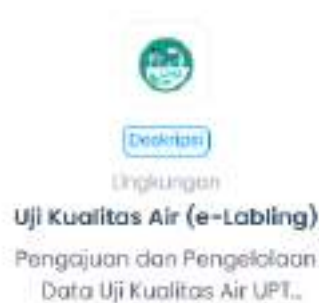 Deskripsi
Lingkungan
Uji Kualitas Air (e-Labling)
Pengajuan dan Pengelolaan
Data Uji Kualitas Air UPT...